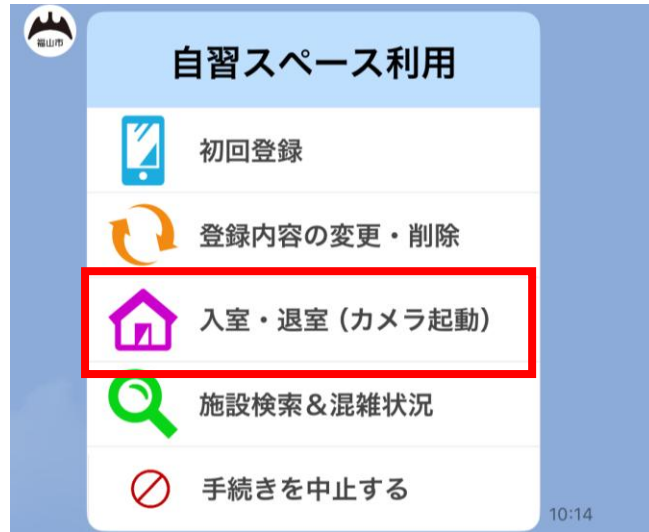 福山市
自習スペース利用
初回登録
登録内容の変更・削除
入室・退室（カメラ起動）
施設検索＆混雑状況
手続きを中止する
10:14